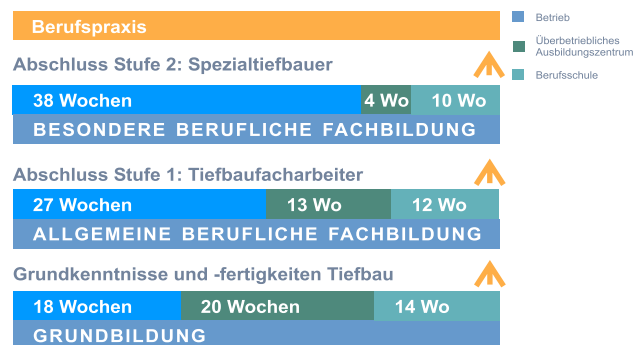 Berufspraxis
Abschluss Stufe 2: Spezialtiefbauer
38 Wochen 4 Wo 10 Wo
BESONDERE BERUFLICHE FACHBILDUNG
Abschluss Stufe 1: Tiefbaufacharbeiter
27 Wochen 13 Wo 12 Wo
ALLGEMEINE BERUFLICHE FACHBILDUNG
Grundkenntnisse und -fertigkeiten Tiefbau
18 Wochen 20 Wochen 14 Wo
GRUNDBILDUNG
Betrieb
Überbetriebliches
Ausbildungszentrum
Berufsschule